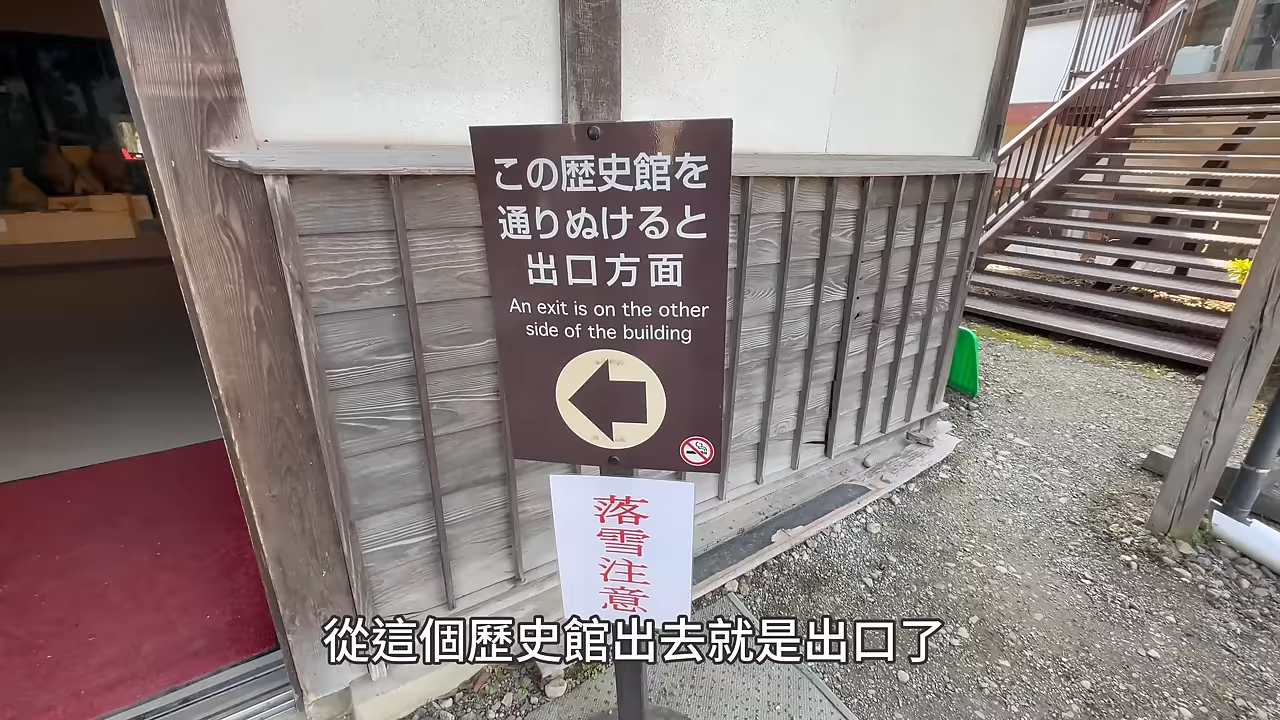 この歴史館を
通りぬけると
出口方面
An exit is on the other
side of the building
落雪注意
從這個歷史館出去就是出口了